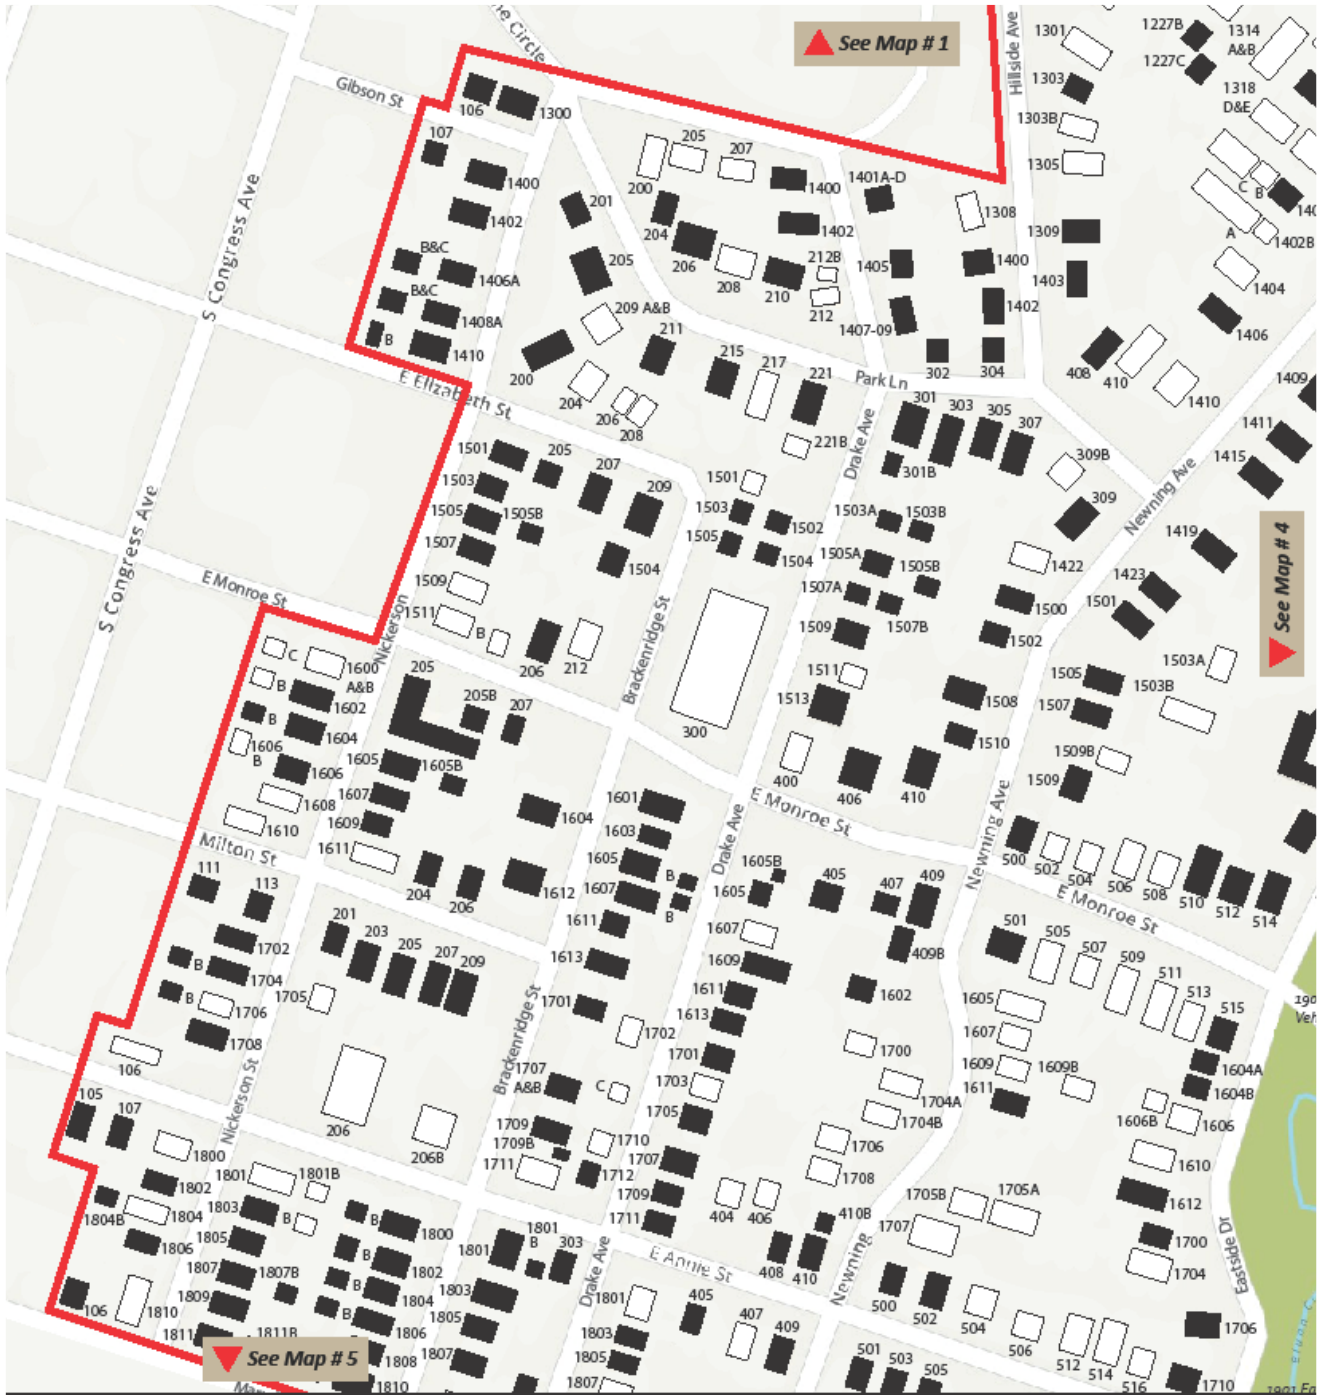 See Map # 1
See Map # 4
See Map # 5
Circle
Gibson St
S Congress Ave
S Congress Ave
E Elizabeth St
E Monroe St
Nickerson
Milton St
Nickerson St
Brackenridge St
Brackenridge St
Drake Ave
Drake Ave
Drake Ave
Park Ln
Hillside Ave
Newning Ave
Newning Ave
Newning
E Monroe St
E Monroe St
E Annie St
Eastside Dr
106
1300
107
1400
1402
B&C
1406A
B&C
1408A
B
1410
201
205
209 A&B
211
215
217
221
221B
200
204
206
208
200
205
207
204
206
208
210
212B
212
1400
1402
1401A-D
1405
1407-09
1308
1400
1402
302
304
1301
1303
1303B
1305
1309
1403
1227B
1227C
1314
A&B
1318
D&E
C
B
A
1402B
1404
1406
408
410
1410
1409
1411
1415
1419
1423
1501
301
303
305
307
301B
309B
309
1501
1503
1505
1505B
1507
1509
1511
B
205
207
209
1504
206
212
1501
1503
1505
1502
1504
300
1503A
1503B
1505A
1505B
1507A
1507B
1509
1511
1513
400
406
410
1422
1500
1502
1508
1510
1505
1507
1509B
1509
1503A
1503B
500
502
504
506
508
510
512
514
C
1600
A&B
B
1602
B
1604
1606
B
1606
1608
1610
205
205B
207
1605
1605B
1607
1609
1611
204
206
1604
1612
1601
1603
1605
1607
B
B
1611
1613
1605B
1605
1607
1609
1611
1613
405
407
409
409B
1602
1700
1704A
1704B
1706
1708
501
505
507
509
511
513
515
1604A
1604B
1606B
1606
1610
1612
1700
1704
1706
1710
1605
1607
1609
1609B
1611
111
113
1702
B
1704
B
1706
1708
106
201
203
205
207
209
1705
206
206B
1701
1702
1707
A&B
C
1709
1709B
1710
1711
1712
1701
1703
1705
1707
1709
1711
404
406
408
410
410B
1705B
1705A
1707
500
502
504
506
512
514
516
105
107
1800
1802
1804B
1804
1806
106
1810
1801
1801B
1803
B
1805
1807
1807B
1809
1811
1811B
B
1800
B
1802
B
1804
B
1806
1808
1810
1801
1801
B
303
1803
1805
1807
1801
1803
1805
1807
405
407
409
501
503
505